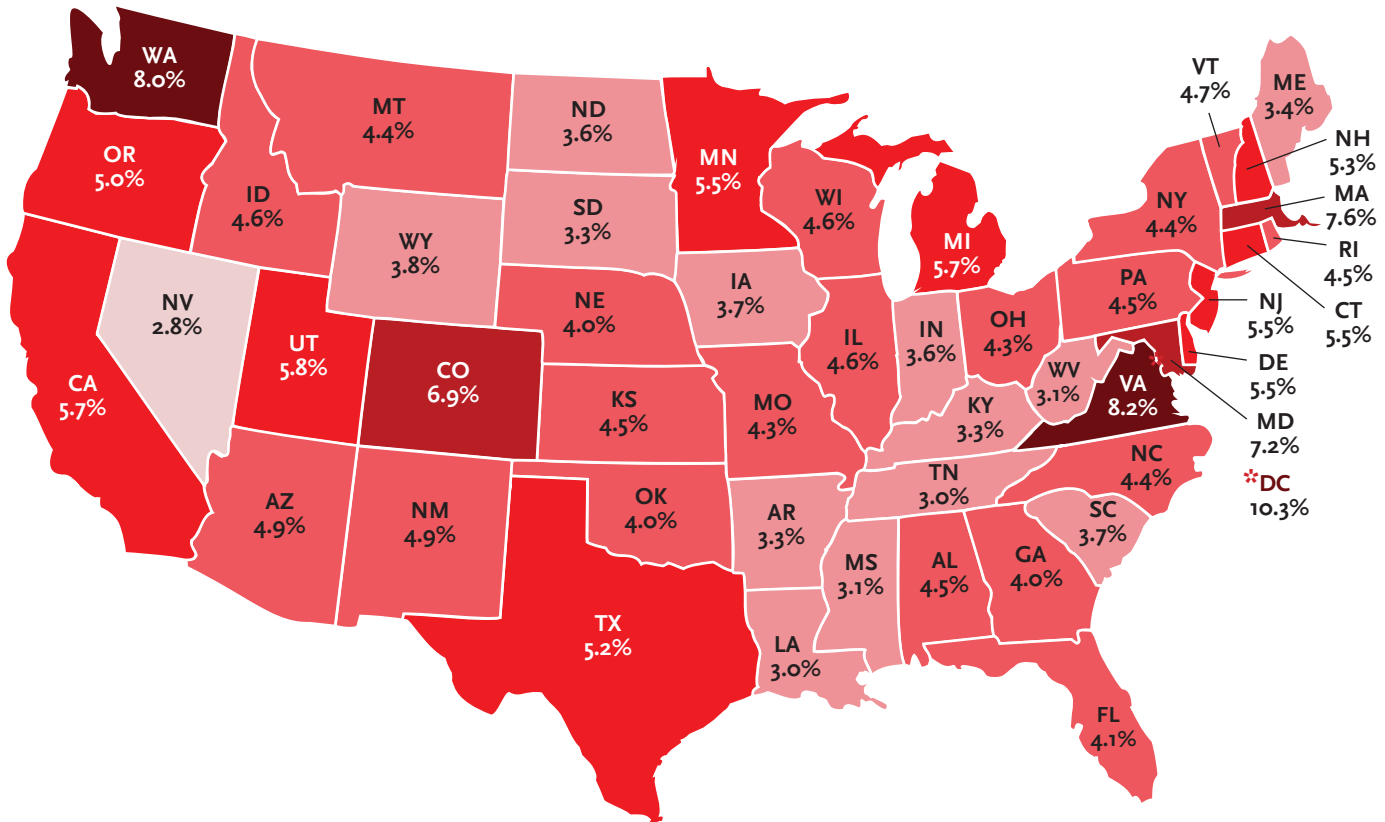 WA
8.0%
OR
5.0%
CA
5.7%
NV
2.8%
ID
4.6%
MT
4.4%
WY
3.8%
UT
5.8%
CO
6.9%
AZ
4.9%
NM
4.9%
ND
3.6%
SD
3.3%
NE
4.0%
KS
4.5%
OK
4.0%
TX
5.2%
MN
5.5%
IA
3.7%
MO
4.3%
AR
3.3%
LA
3.0%
WI
4.6%
IL
4.6%
MI
5.7%
IN
3.6%
OH
4.3%
KY
3.3%
TN
3.0%
MS
3.1%
AL
4.5%
GA
4.0%
FL
4.1%
SC
3.7%
NC
4.4%
VA
8.2%
WV
3.1%
PA
4.5%
NY
4.4%
VT
4.7%
ME
3.4%
NH
5.3%
MA
7.6%
RI
4.5%
CT
5.5%
NJ
5.5%
DE
5.5%
MD
7.2%
*DC
10.3%
*